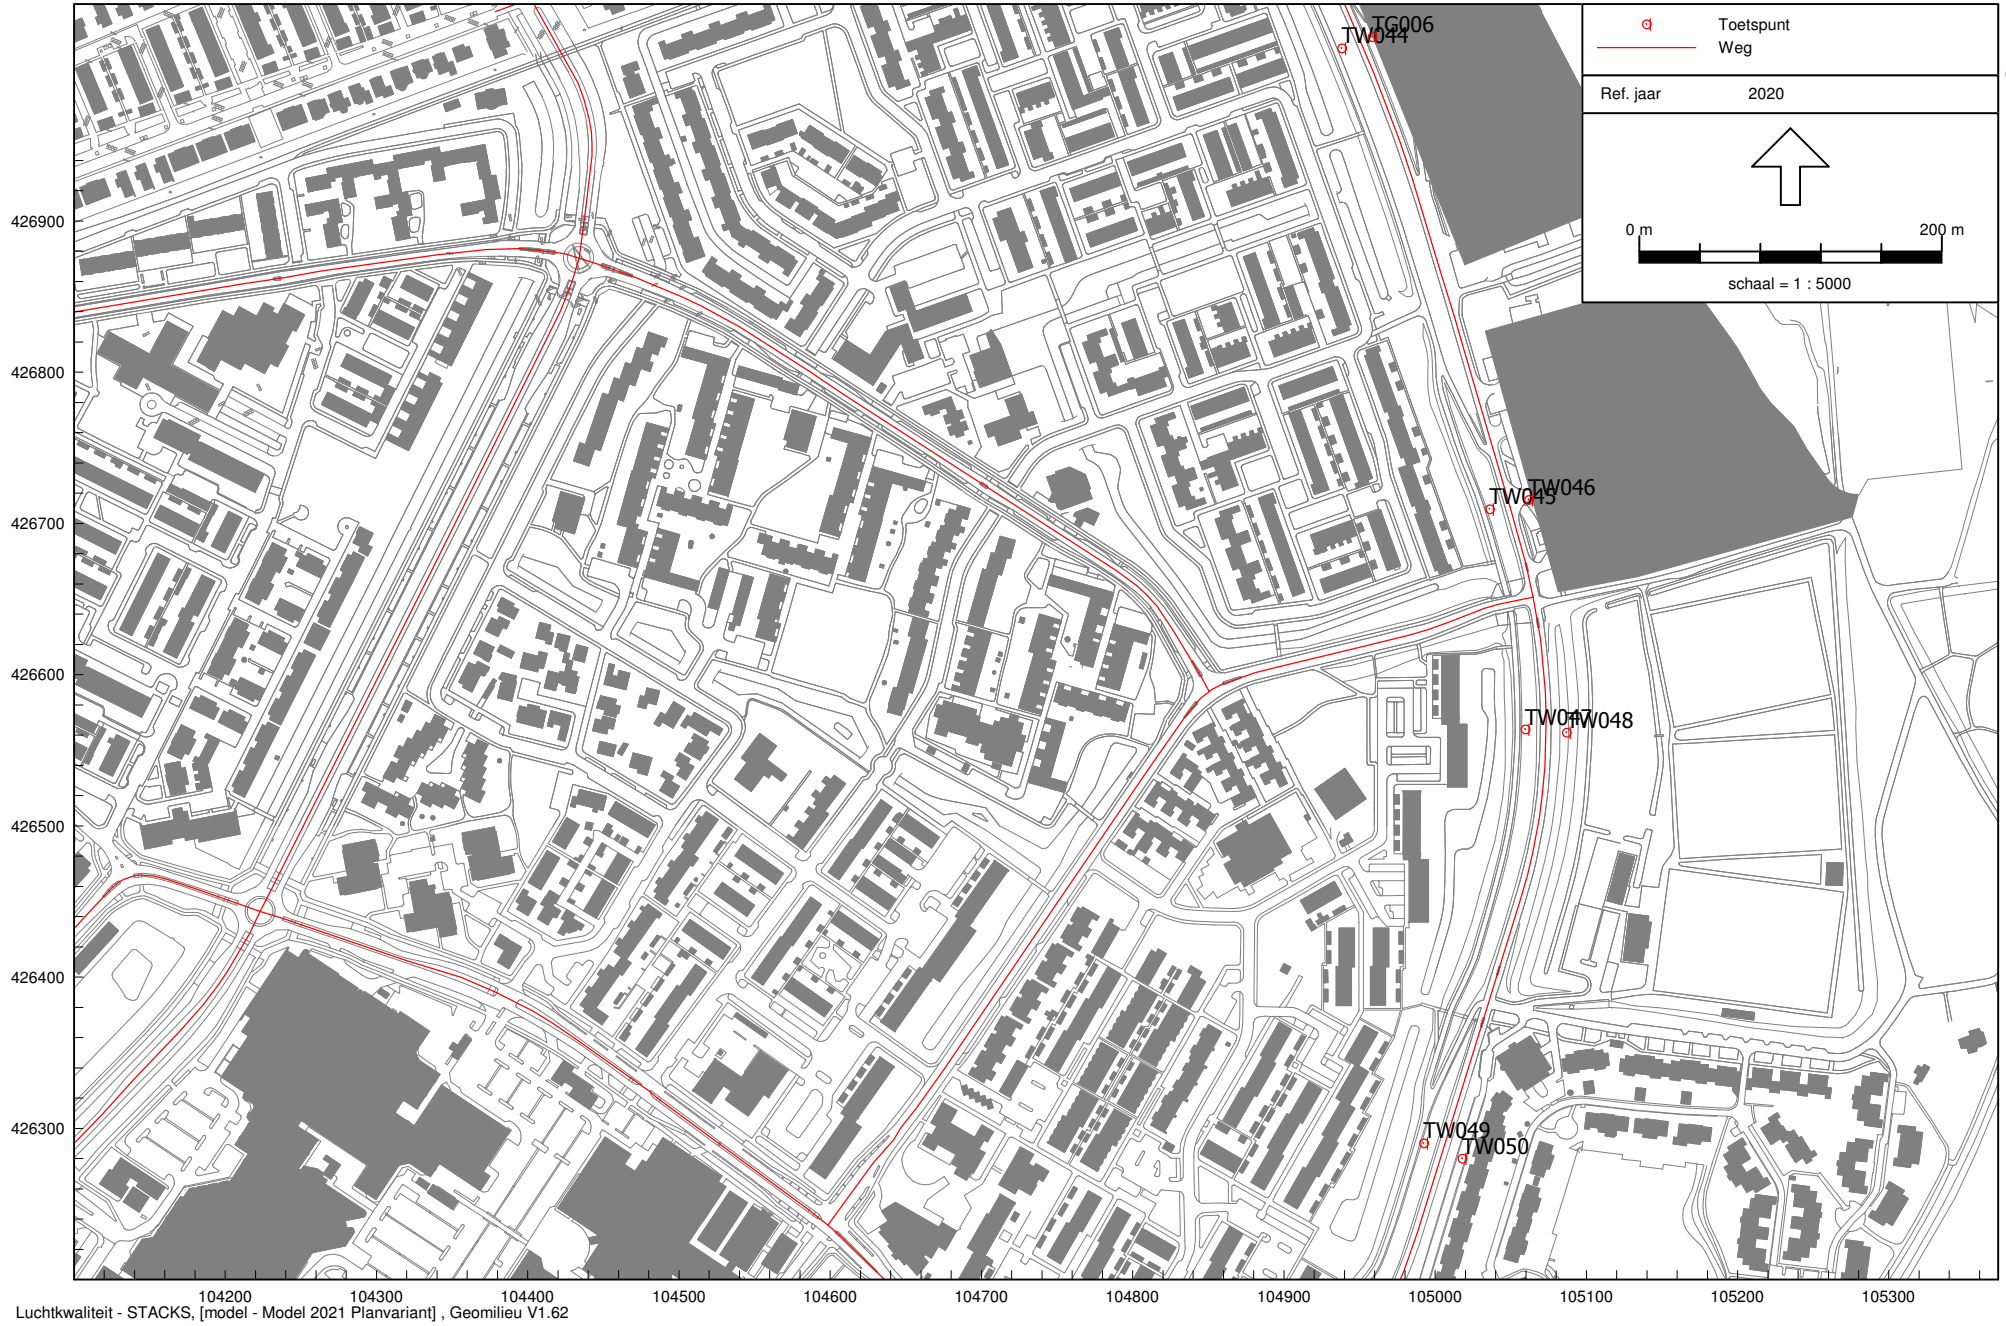 TG006
TW044
Toetspunt
Weg
Ref. jaar 2020
0 m 200 m
schaal = 1 : 5000
426900
426800
TW046
TW045
426700
426600
TW047
TW048
426500
426400
426300
TW049
TW050
104200 104300 104400 104500 104600 104700 104800 104900 105000 105100 105200 105300
Luchtkwaliteit - STACKS, [model - Model 2021 Planvariant] , Geomilieu V1.62